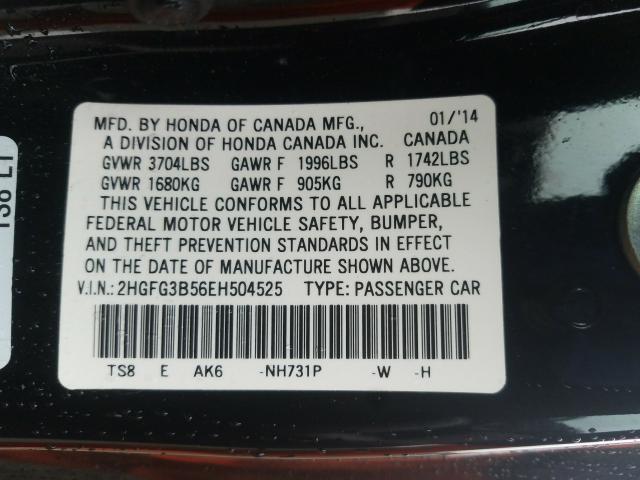 MFD. BY HONDA OF CANADA MFG., 01/'14
A DIVISION OF HONDA CANADA INC. CANADA
GVWR 3704LBS GAWR F 1996LBS R 1742LBS
GVWR 1680KG GAWR F 905KG R 790KG
THIS VEHICLE CONFORMS TO ALL APPLICABLE
FEDERAL MOTOR VEHICLE SAFETY, BUMPER,
AND THEFT PREVENTION STANDARDS IN EFFECT
ON THE DATE OF MANUFACTURE SHOWN ABOVE.
V.I.N.: 2HGFG3B56EH504525 TYPE: PASSENGER CAR
TS8 E AK6 -NH731P -W -H
TS8 LT